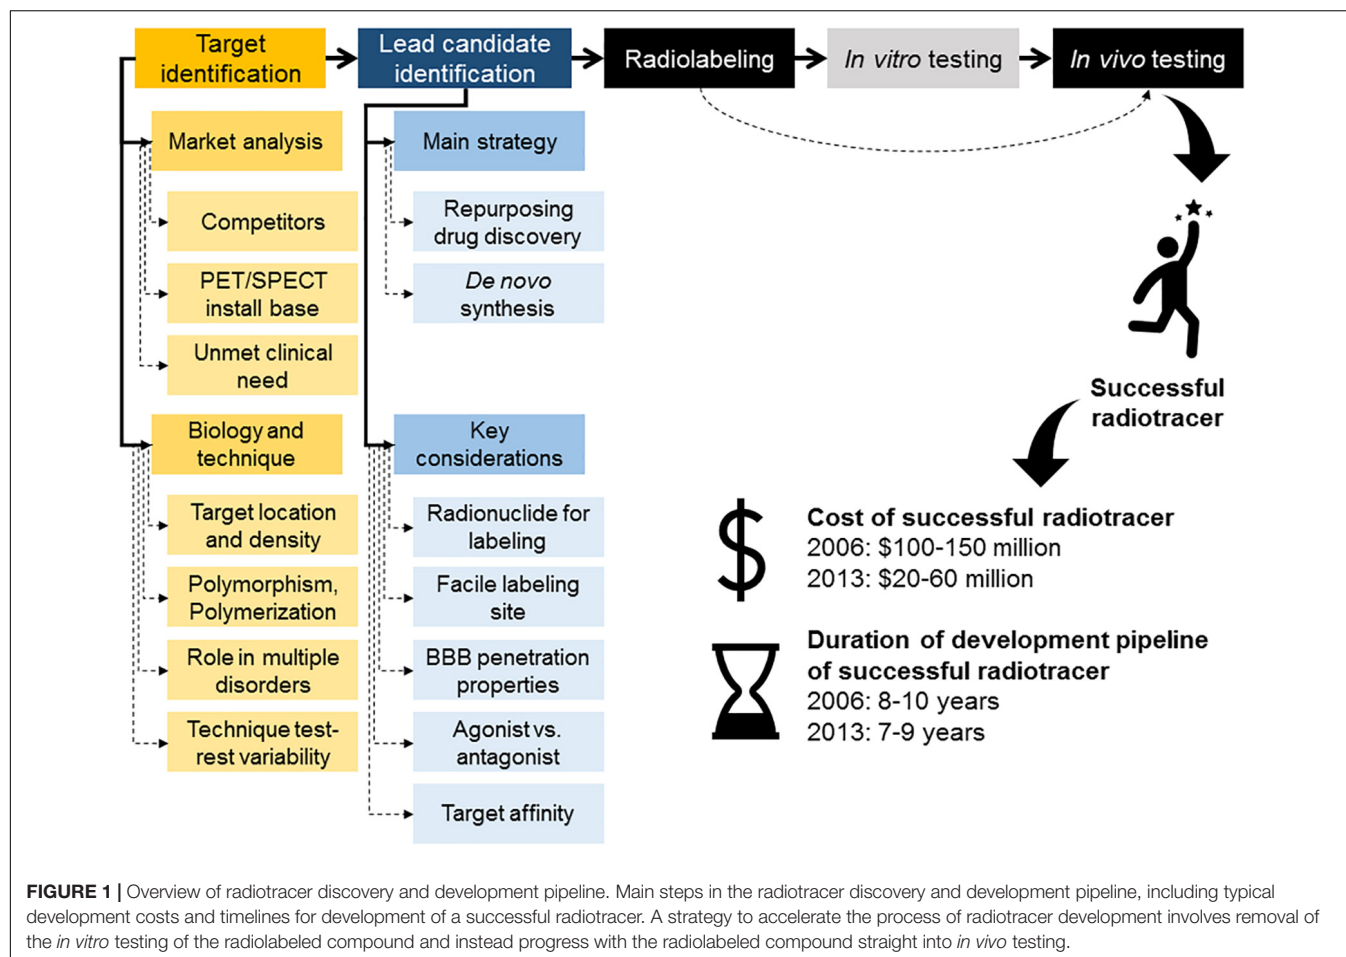 Target
identification
Lead candidate
identification
Radiolabeling
In vitro testing
In vivo testing
Market analysis
Competitors
PET/SPECT
install base
Unmet clinical
need
Biology and
technique
Target location
and density
Polymorphism,
Polymerization
Role in multiple
disorders
Technique test-
rest variability
Main strategy
Repurposing
drug discovery
De novo
synthesis
Key
considerations
Radionuclide for
labeling
Facile labeling
site
BBB penetration
properties
Agonist vs.
antagonist
Target affinity
Successful
radiotracer
$
Cost of successful radiotracer
2006: $100-150 million
2013: $20-60 million
Duration of development pipeline
of successful radiotracer
2006: 8-10 years
2013: 7-9 years
FIGURE 1 | Overview of radiotracer discovery and development pipeline. Main steps in the radiotracer discovery and development pipeline, including typical
development costs and timelines for development of a successful radiotracer. A strategy to accelerate the process of radiotracer development involves removal of
the in vitro testing of the radiolabeled compound and instead progress with the radiolabeled compound straight into in vivo testing.